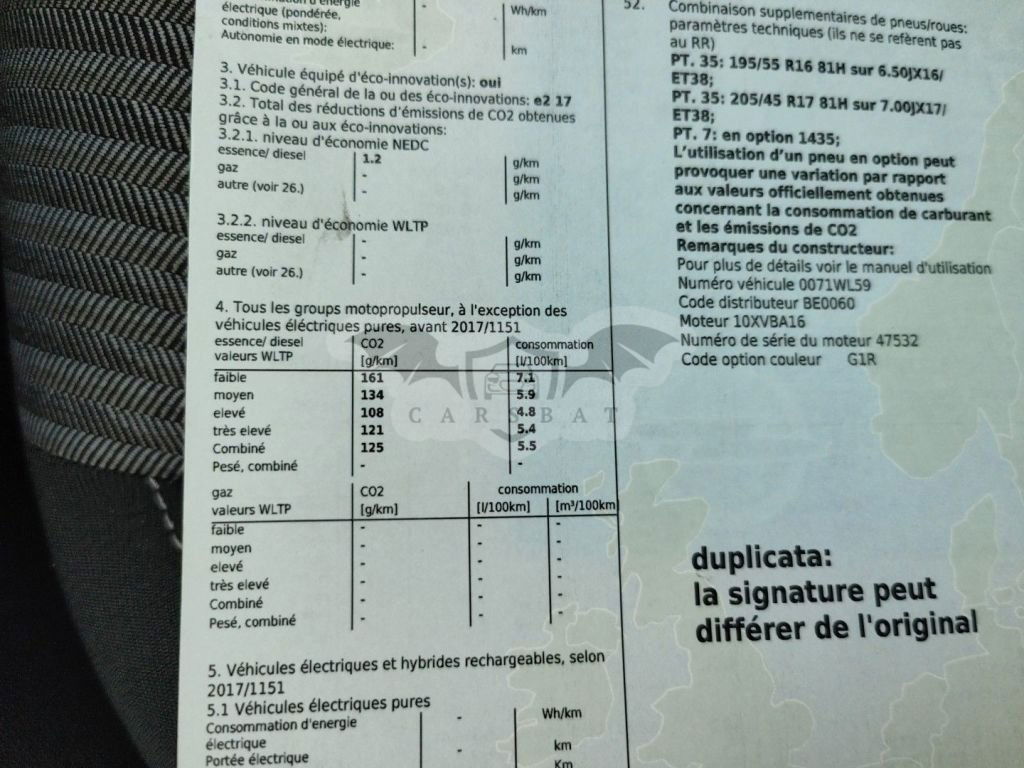 électrique (pondérée,
conditions mixtes):
- Wh/km
Autonomie en mode électrique:
- km
3. Véhicule équipé d'éco-innovation(s): oui
3.1. Code général de la ou des éco-innovations: e2 17
3.2. Total des réductions d'émissions de CO2 obtenues
grâce à la ou aux éco-innovations:
3.2.1. niveau d'économie NEDC
essence/ diesel 1.2 g/km
gaz - g/km
autre (voir 26.) - g/km
3.2.2. niveau d'économie WLTP
essence/ diesel - g/km
gaz - g/km
autre (voir 26.) - g/km
4. Tous les groups motopropulseur, à l'exception des
véhicules éléctriques pures, avant 2017/1151
essence/ diesel CO2 consommation
valeurs WLTP [g/km] [l/100km]
faible 161 7.1
moyen 134 5.9
elevé 108 4.8
très elevé 121 5.4
Combiné 125 5.5
Pesé, combiné - -
gaz CO2 consommation
valeurs WLTP [g/km] [l/100km] [m³/100km]
faible - - -
moyen - - -
elevé - - -
très elevé - - -
Combiné - - -
Pesé, combiné - - -
5. Véhicules électriques et hybrides rechargeables, selon
2017/1151
5.1 Véhicules électriques pures
Consommation d'energie
électrique
- Wh/km
Portée électrique - km
Km
52. Combinaison supplementaires de pneus/roues:
paramètres techniques (ils ne se refèrent pas
au RR)
PT. 35: 195/55 R16 81H sur 6.50JX16/
ET38;
PT. 35: 205/45 R17 81H sur 7.00JX17/
ET38;
PT. 7: en option 1435;
L'utilisation d'un pneu en option peut
provoquer une variation par rapport
aux valeurs officiellement obtenues
concernant la consommation de carburant
et les émissions de CO2
Remarques du constructeur:
Pour plus de détails voir le manuel d'utilisation
Numéro véhicule 0071WL59
Code distributeur BE0060
Moteur 10XVBA16
Numéro de série du moteur 47532
Code option couleur G1R
duplicata:
la signature peut
différer de l'original
CARSBAT